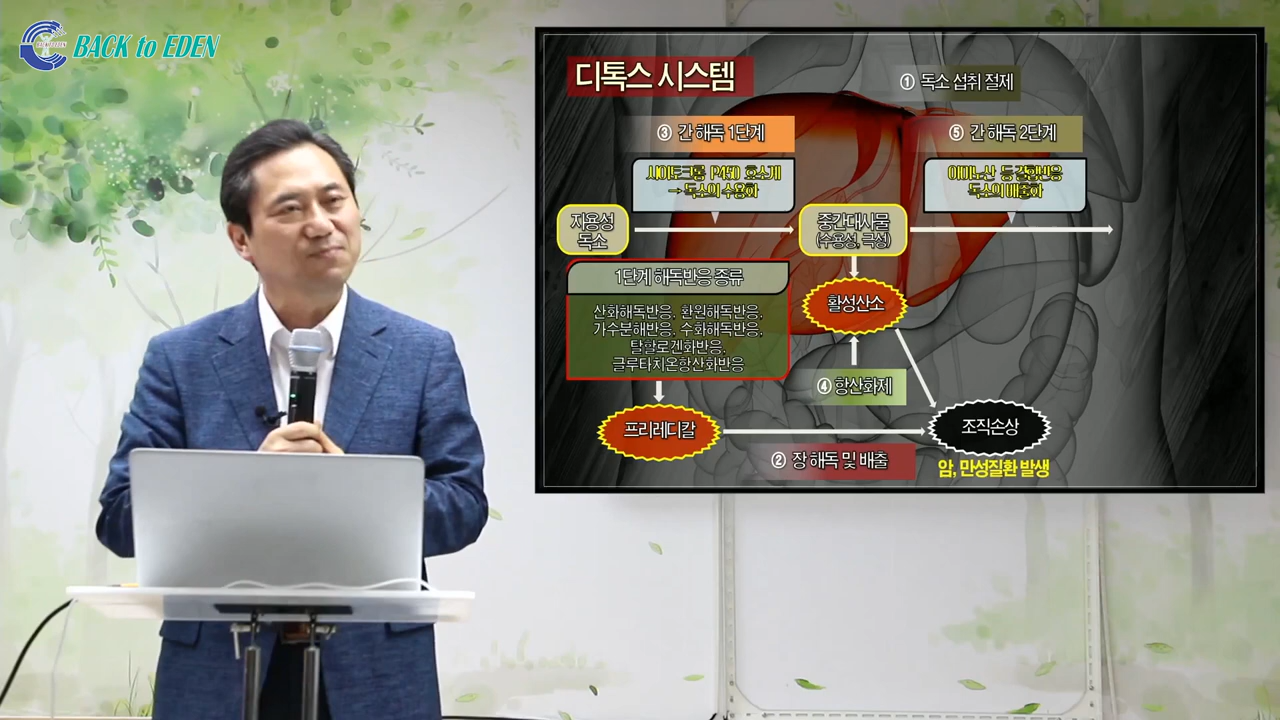 BACK to EDEN
디톡스 시스템
① 독소 섭취 절제
③ 간 해독 1단계
⑤ 간 해독 2단계
사이토크롬 P450 효소계
→ 독소의 수용화
아미노산 등 결합반응
독소의 배출화
지용성
독소
중간대사물
(수용성, 극성)
1단계 해독반응 종류
산화해독반응, 환원해독반응,
가수분해반응, 수화해독반응,
탈할로겐화반응,
글루타치온항산화반응
활성산소
④ 항산화제
프리레디칼
조직손상
② 장 해독 및 배출
암, 만성질환 발생